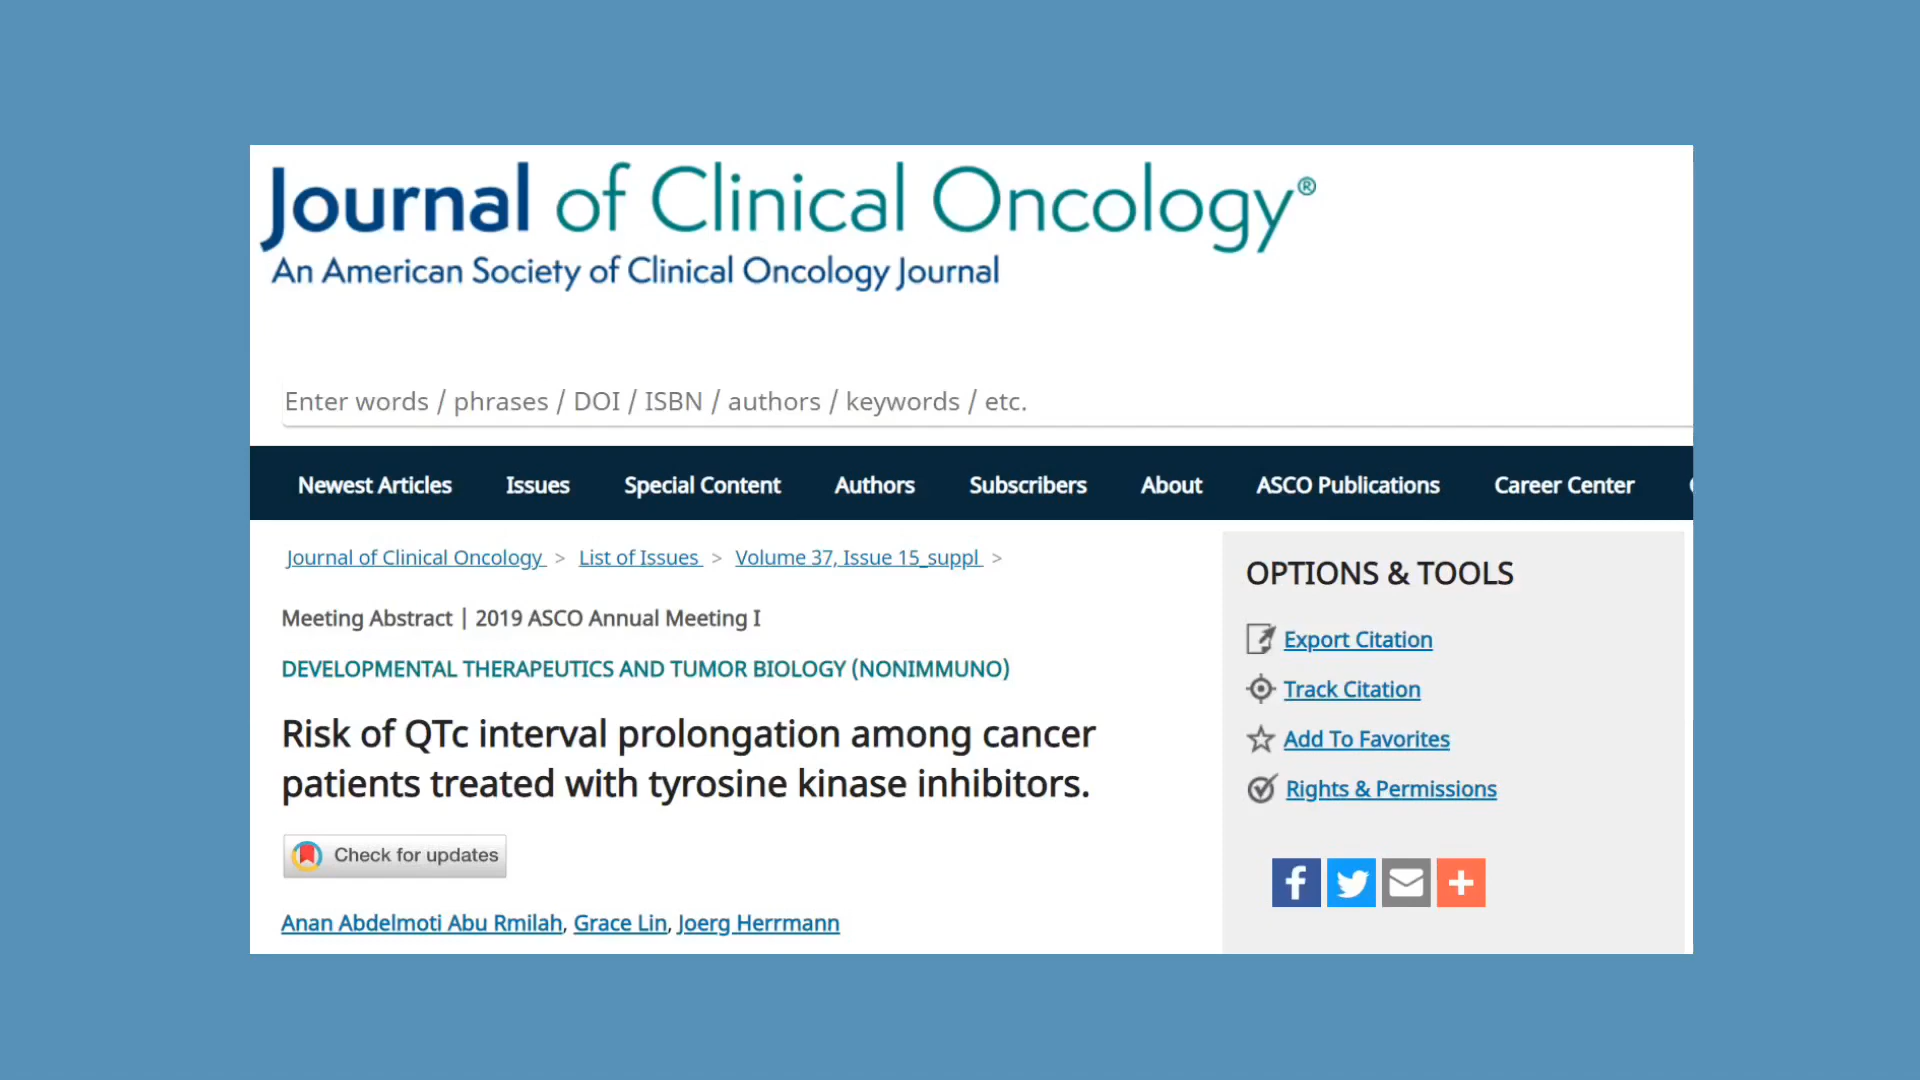 Journal of Clinical Oncology®
An American Society of Clinical Oncology Journal
Enter words / phrases / DOI / ISBN / authors / keywords / etc.
Newest Articles Issues Special Content Authors Subscribers About ASCO Publications Career Center
Journal of Clinical Oncology > List of Issues > Volume 37, Issue 15_suppl >
Meeting Abstract | 2019 ASCO Annual Meeting I
DEVELOPMENTAL THERAPEUTICS AND TUMOR BIOLOGY (NONIMMUNO)
Risk of QTc interval prolongation among cancer
patients treated with tyrosine kinase inhibitors.
Check for updates
Anan Abdelmoti Abu Rmilah, Grace Lin, Joerg Herrmann
OPTIONS & TOOLS
Export Citation
Track Citation
Add To Favorites
Rights & Permissions